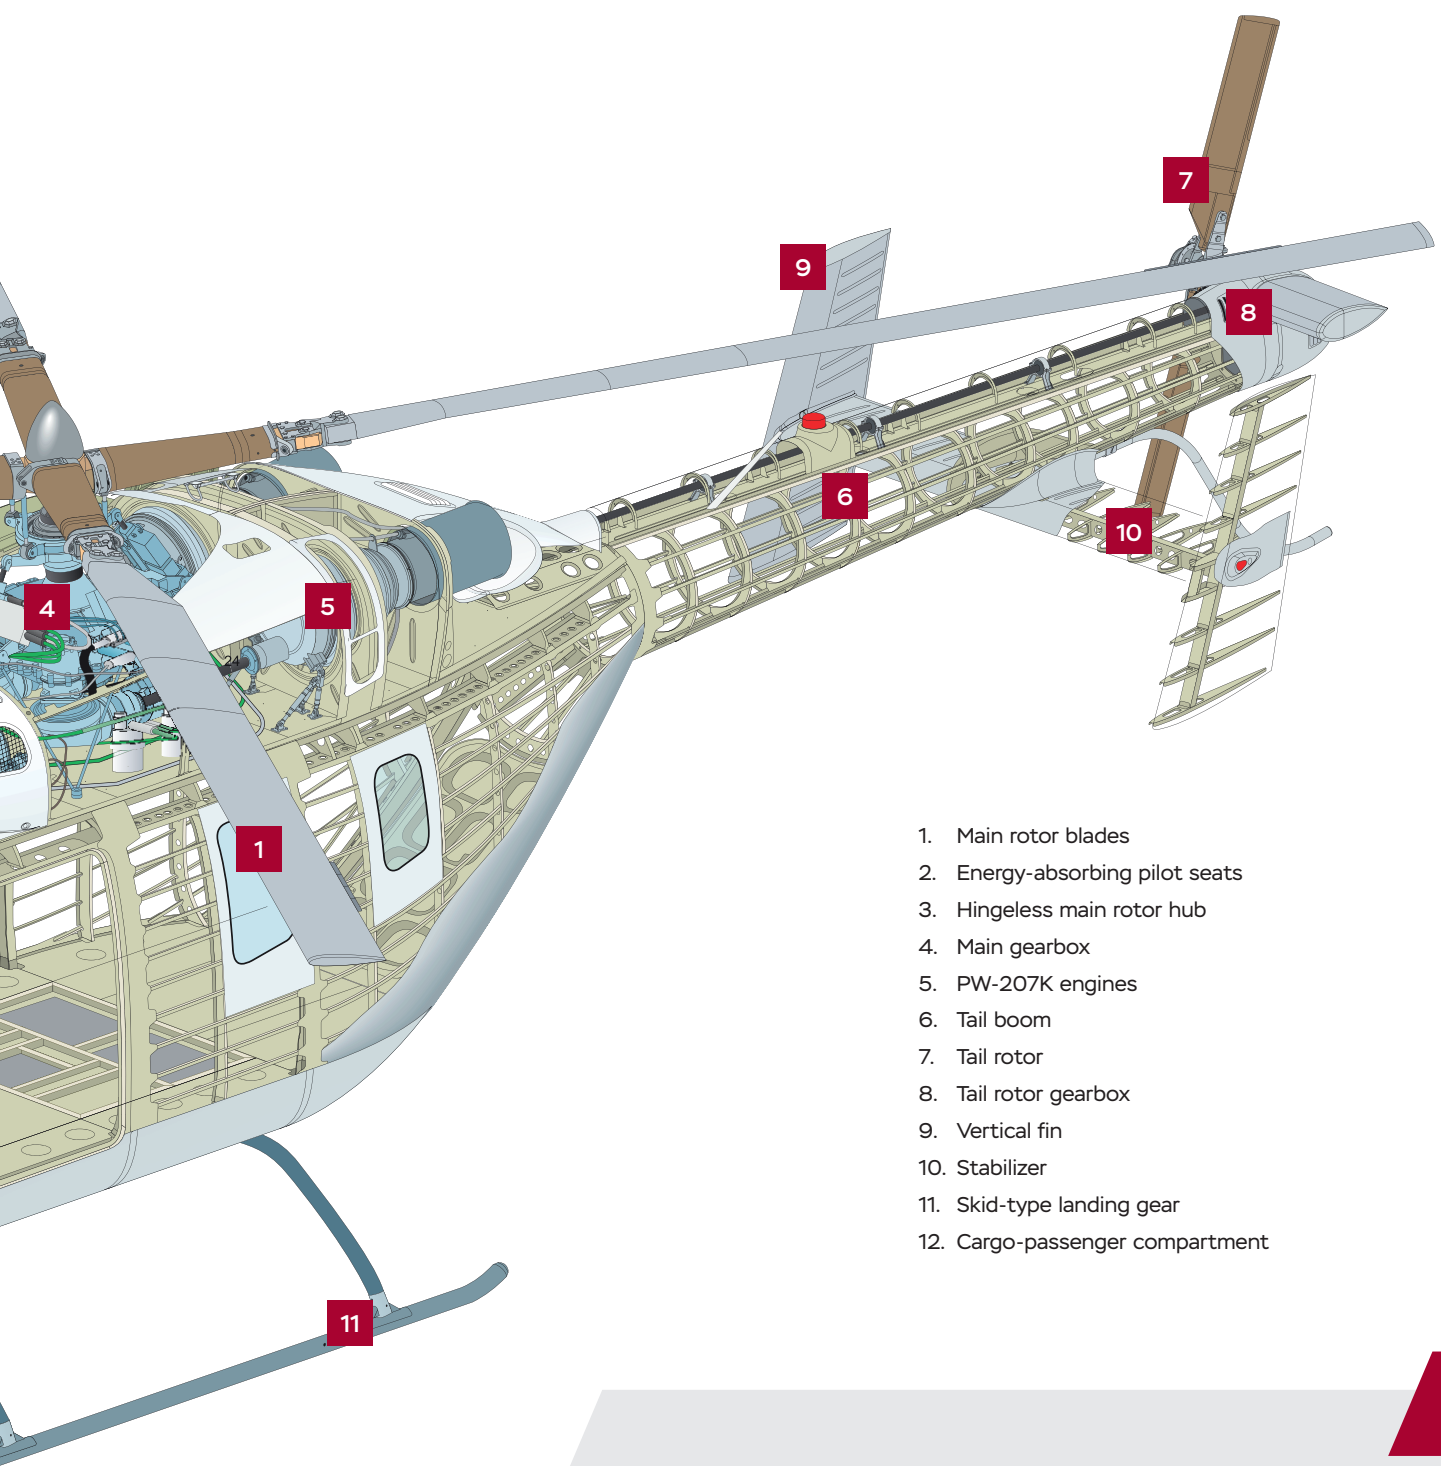 7
9
8
6
10
4
5
24
1
1. Main rotor blades
2. Energy-absorbing pilot seats
3. Hingeless main rotor hub
4. Main gearbox
5. PW-207K engines
6. Tail boom
7. Tail rotor
8. Tail rotor gearbox
9. Vertical fin
10. Stabilizer
11. Skid-type landing gear
12. Cargo-passenger compartment
11